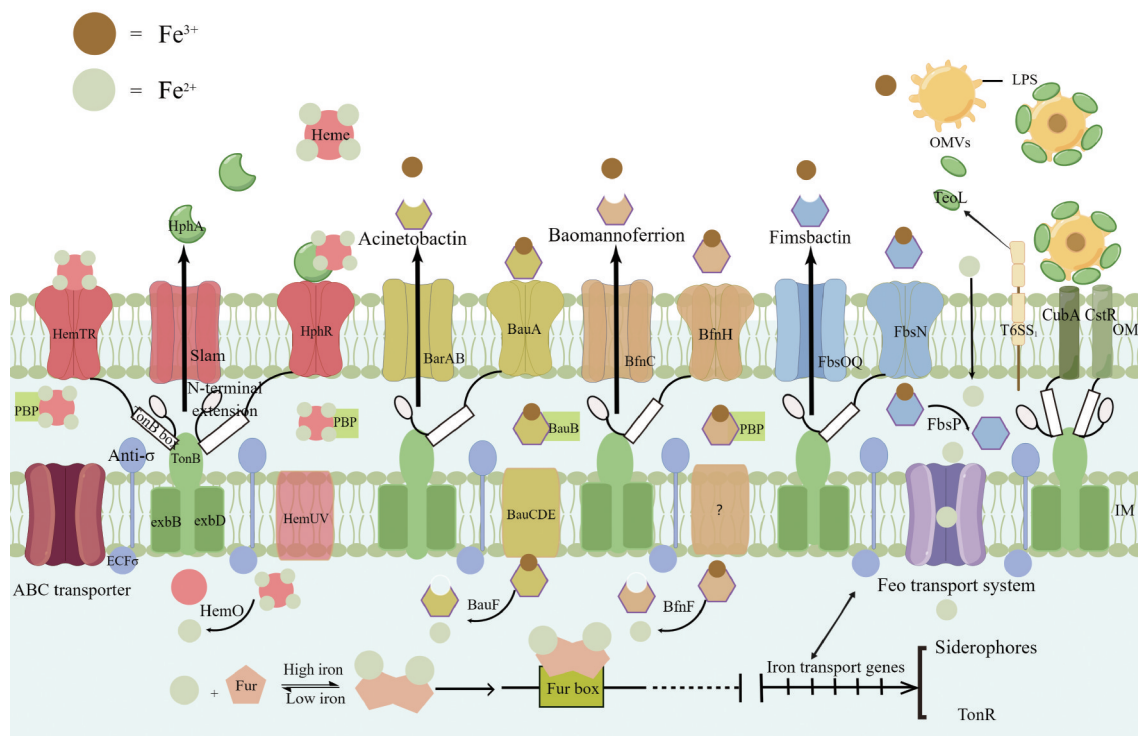 = Fe³⁺
= Fe²⁺
Heme
LPS
OMVs
TeoL
HphA
Acinetobactin
Baomannoferrion
Fimsbactin
HemTR
Slam
HphR
BarAB
BauA
BfnC
BfnH
FbsOQ
FbsN
T6SS₁
CubA
CstR
OM
N-terminal
extension
PBP
TonB box
PBP
BauB
PBP
FbsP
Anti-σ
TonB
exbB
exbD
HemUV
BauCDE
?
IM
ECFσ
ABC transporter
Feo transport system
HemO
BauF
BfnF
+
Fur
High iron
Low iron
Fur box
Iron transport genes
Siderophores
TonR